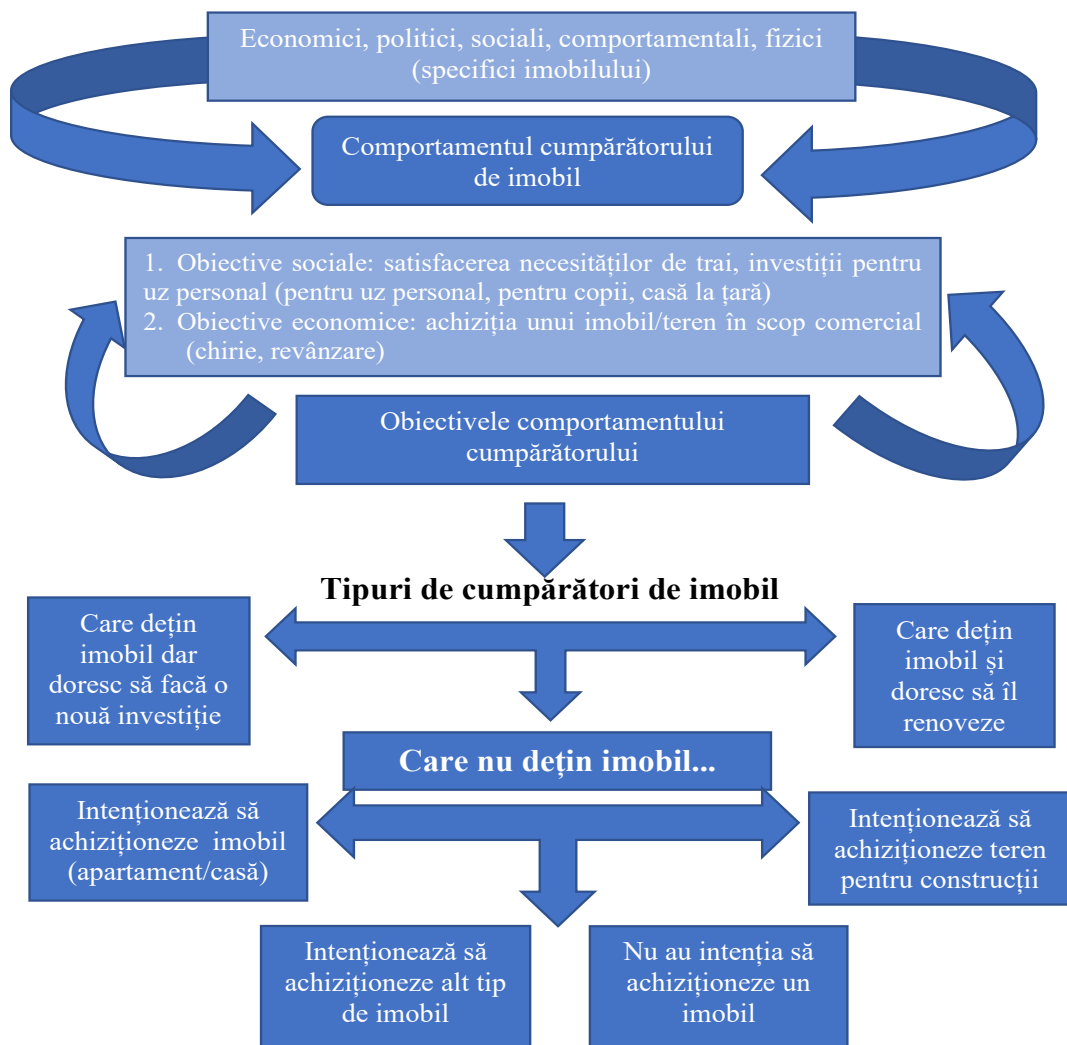 Economici, politici, sociali, comportamentali, fizici
(specifici imobilului)
Comportamentul cumpărătorului
de imobil
1. Obiective sociale: satisfacerea necesităților de trai, investiții pentru
uz personal (pentru uz personal, pentru copii, casă la țară)
2. Obiective economice: achiziția unui imobil/teren în scop comercial
(chirie, revânzare)
Obiectivele comportamentului
cumpărătorului
Tipuri de cumpărători de imobil
Care dețin
imobil dar
doresc să facă o
nouă investiție
Care dețin
imobil și
doresc să îl
renoveze
Care nu dețin imobil...
Intenționează să
achiziționeze imobil
(apartament/casă)
Intenționează să
achiziționeze teren
pentru construcții
Intenționează să
achiziționeze alt tip
de imobil
Nu au intenția să
achiziționeze un
imobil